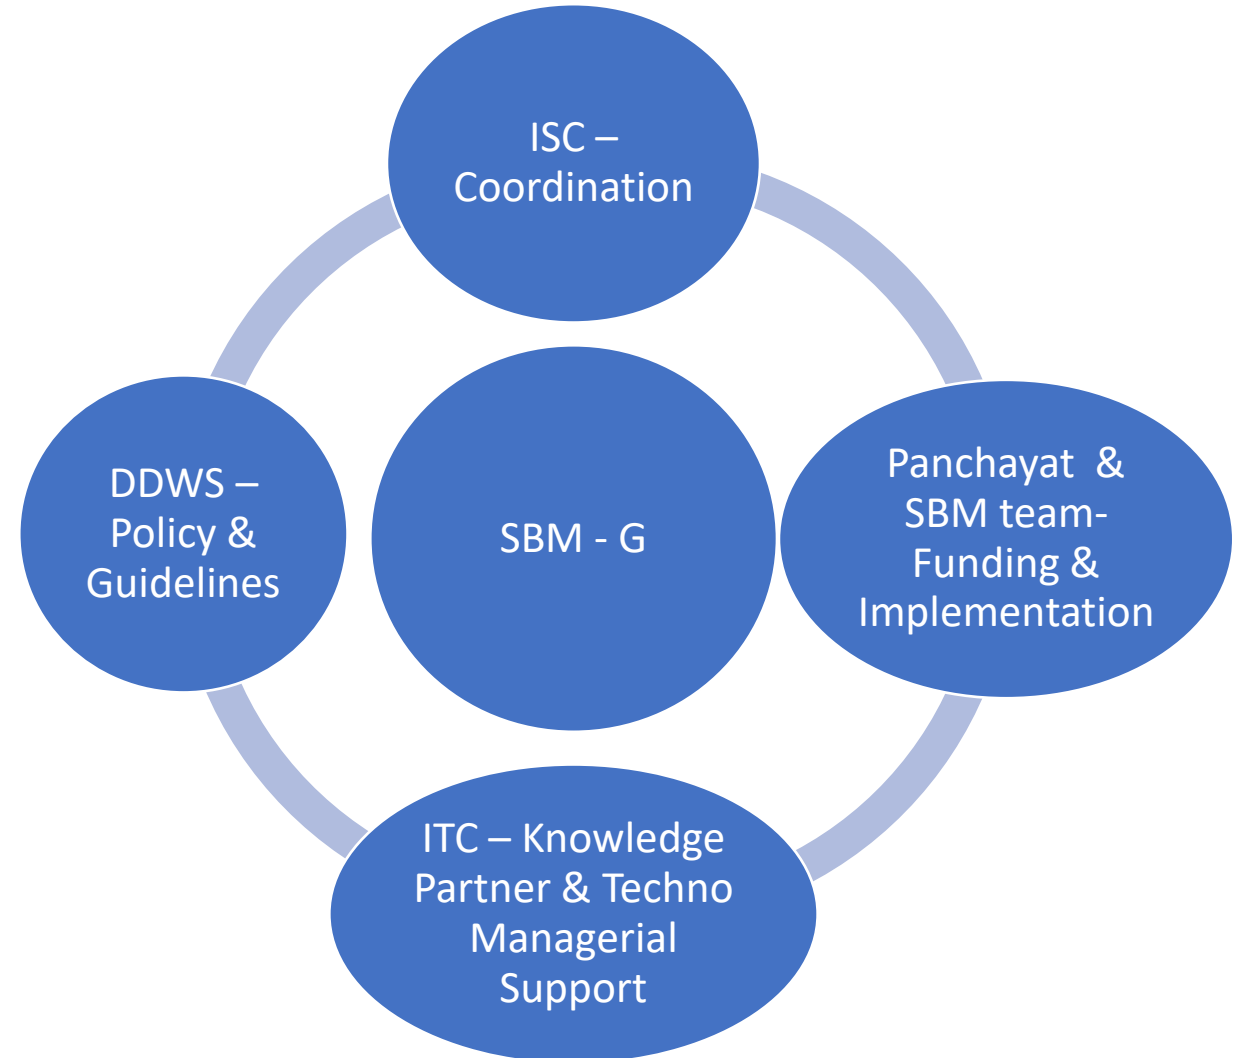 ISC –
Coordination
DDWS –
Policy &
Guidelines
SBM - G
Panchayat  &
SBM team-
Funding &
Implementation
ITC – Knowledge
Partner & Techno
Managerial
Support